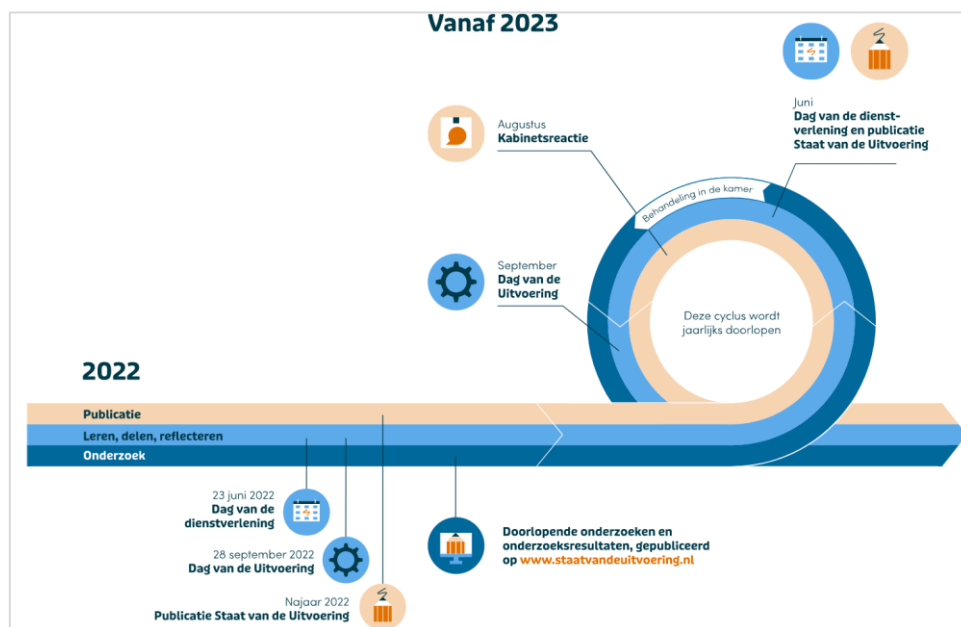 Vanaf 2023
Juni
Dag van de dienst-
verlening en publicatie
Staat van de Uitvoering
Augustus
Kabinetsreactie
Behandeling in de kamer
September
Dag van de
Uitvoering
Deze cyclus wordt
jaarlijks doorlopen
2022
Publicatie
Leren, delen, reflecteren
Onderzoek
23 juni 2022
Dag van de
dienstverlening
28 september 2022
Dag van de Uitvoering
Najaar 2022
Publicatie Staat van de Uitvoering
Doorlopende onderzoeken en
onderzoeksresultaten, gepubliceerd
op www.staatvandeuitvoering.nl